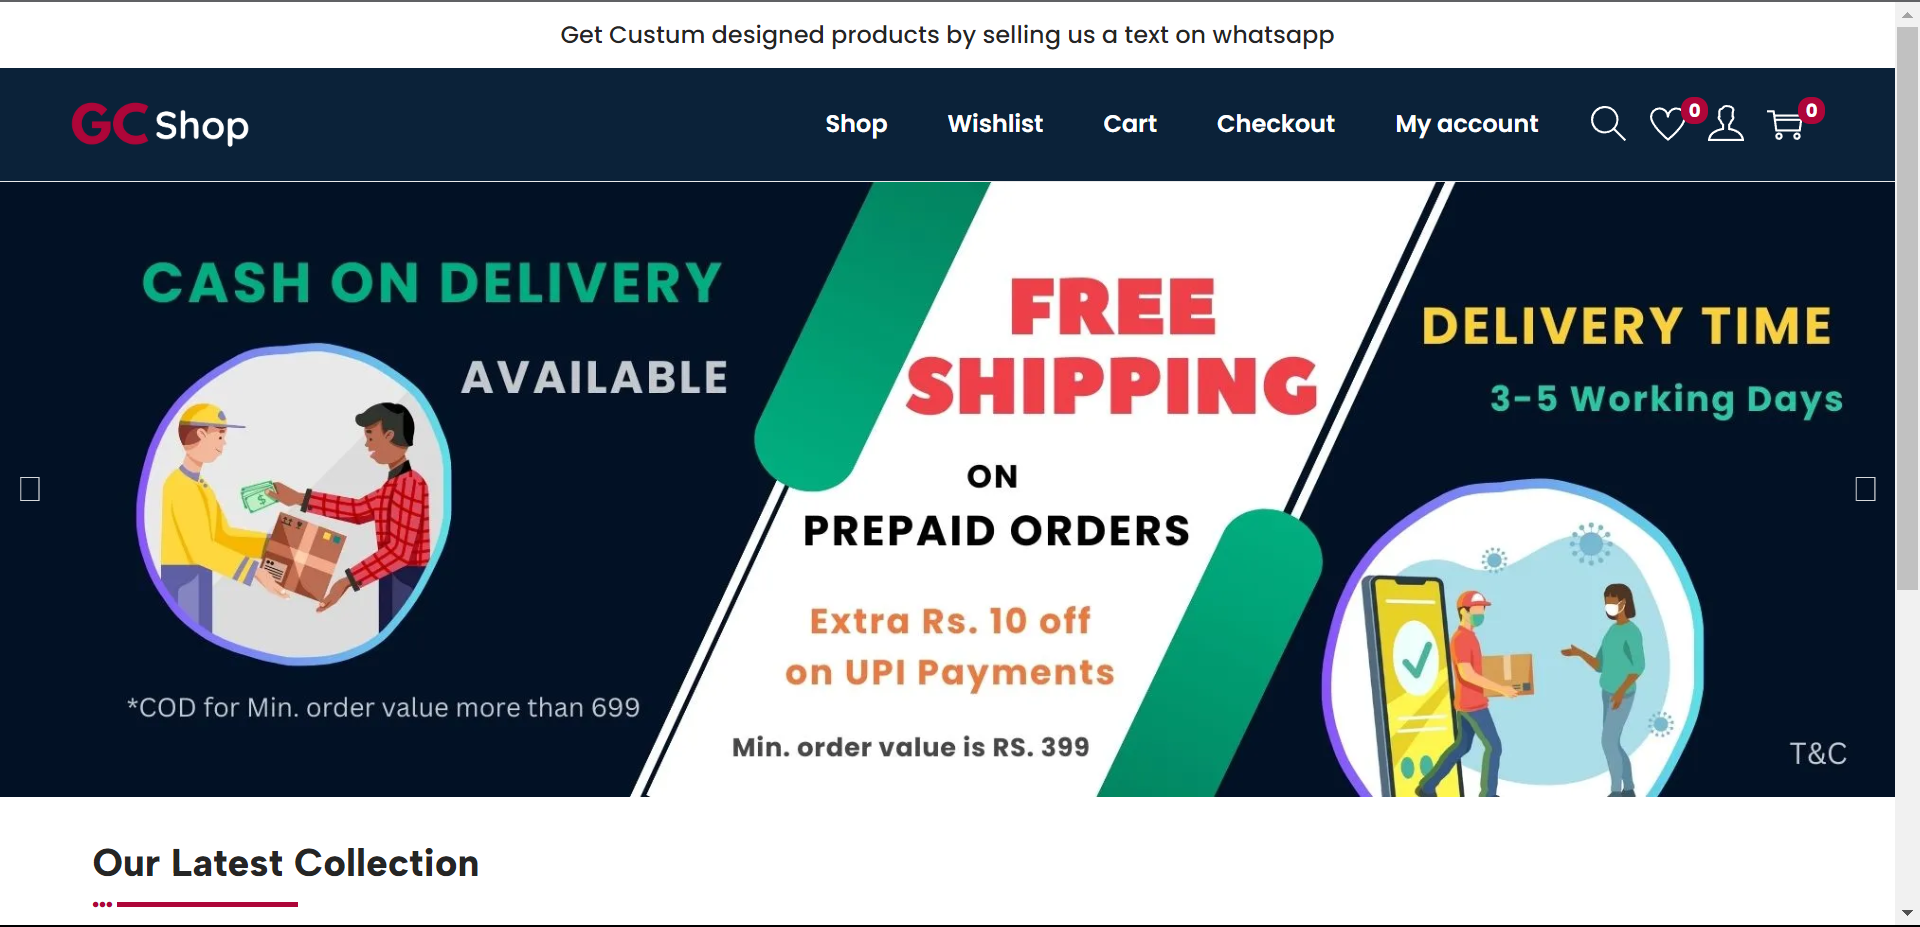 Get Custum designed products by selling us a text on whatsapp
GC Shop
Shop Wishlist Cart Checkout My account 0 0
CASH ON DELIVERY
AVAILABLE
*COD for Min. order value more than 699
FREE
SHIPPING
ON
PREPAID ORDERS
Extra Rs. 10 off
on UPI Payments
Min. order value is RS. 399
DELIVERY TIME
3-5 Working Days
T&C
Our Latest Collection